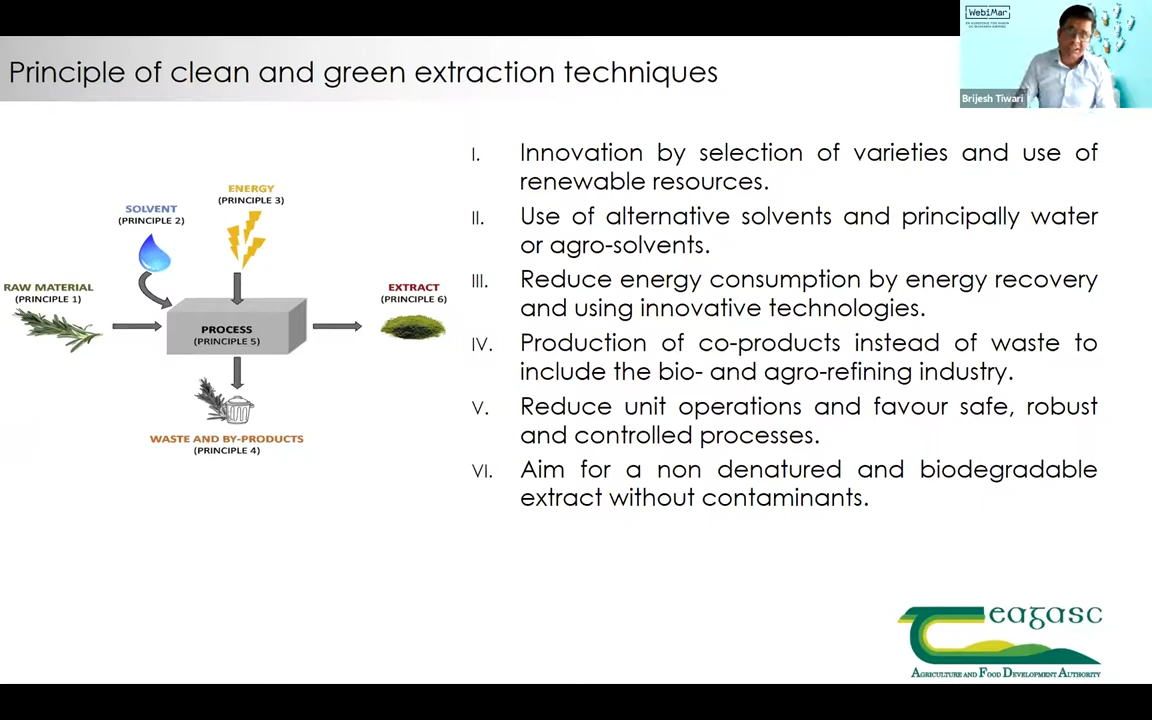 WebiMar
Brijesh Tiwari
Principle of clean and green extraction techniques
ENERGY
(PRINCIPLE 3)
SOLVENT
(PRINCIPLE 2)
RAW MATERIAL
(PRINCIPLE 1)
PROCESS
(PRINCIPLE 5)
EXTRACT
(PRINCIPLE 6)
WASTE AND BY-PRODUCTS
(PRINCIPLE 4)
I. Innovation by selection of varieties and use of
renewable resources.
II. Use of alternative solvents and principally water
or agro-solvents.
III. Reduce energy consumption by energy recovery
and using innovative technologies.
IV. Production of co-products instead of waste to
include the bio- and agro-refining industry.
V. Reduce unit operations and favour safe, robust
and controlled processes.
VI. Aim for a non denatured and biodegradable
extract without contaminants.
Teagasc
AGRICULTURE AND FOOD DEVELOPMENT AUTHORITY